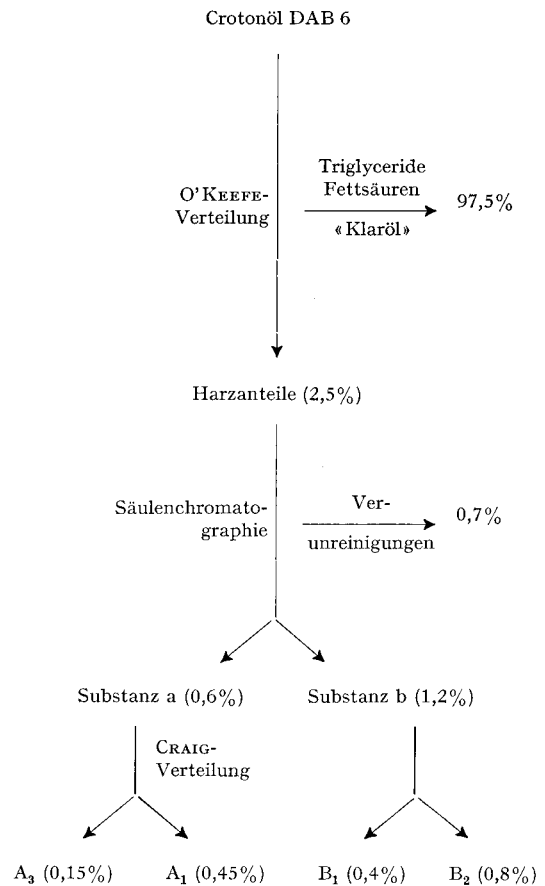 Crotonöl DAB 6
O'KEEFE-
Verteilung
Triglyceride
Fettsäuren
«Klaröl»
97,5%
Harzanteile (2,5%)
Säulenchromato-
graphie
Ver-
unreinigungen
0,7%
Substanz a (0,6%)
Substanz b (1,2%)
CRAIG-
Verteilung
A₃ (0,15%)
A₁ (0,45%)
B₁ (0,4%)
B₂ (0,8%)